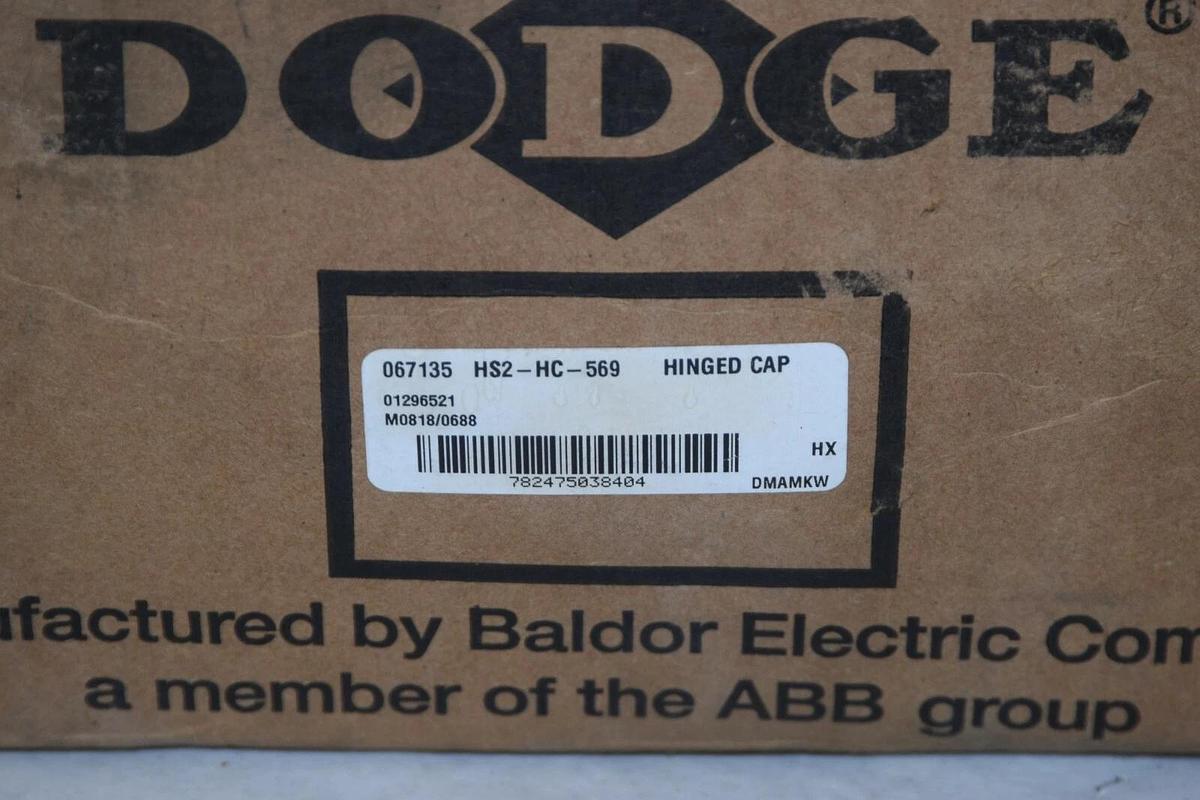 DODGE®
067135 HS2-HC-569 HINGED CAP
01296521
M0818/0688
HX
782475038404
DMAMKW
ufactured by Baldor Electric Com
a member of the ABB group